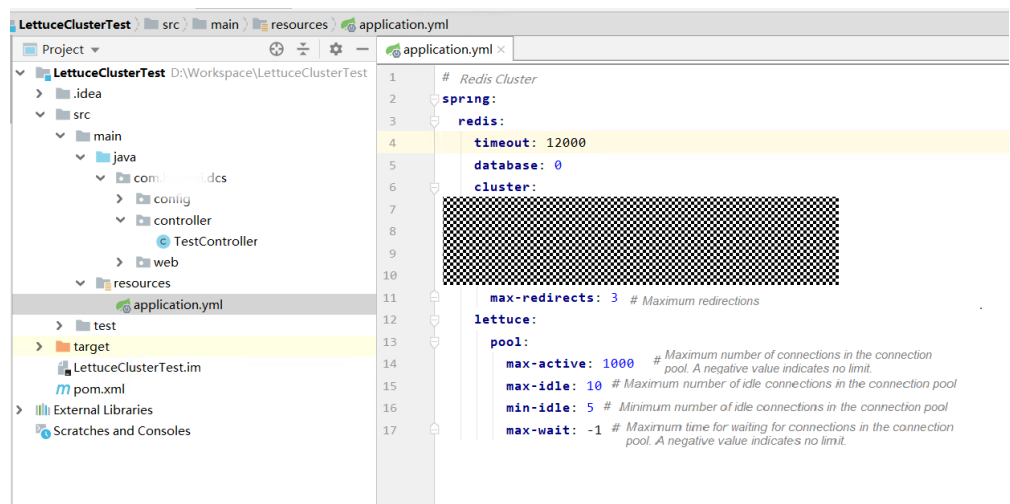 LettuceClusterTest src main resources application.yml
Project
application.yml
LettuceClusterTest D:\Workspace\LettuceClusterTest
.idea
src
main
java
com. .dcs
config
controller
TestController
web
resources
application.yml
test
target
LettuceClusterTest.im
pom.xml
External Libraries
Scratches and Consoles
1 # Redis Cluster
2 spring:
3 redis:
4 timeout: 12000
5 database: 0
6 cluster:
7
8
9
10
11 max-redirects: 3 # Maximum redirections
12 lettuce:
13 pool:
14 max-active: 1000 # Maximum number of connections in the connection
pool. A negative value indicates no limit.
15 max-idle: 10 # Maximum number of idle connections in the connection pool
16 min-idle: 5 # Minimum number of idle connections in the connection pool
17 max-wait: -1 # Maximum time for waiting for connections in the connection
pool. A negative value indicates no limit.